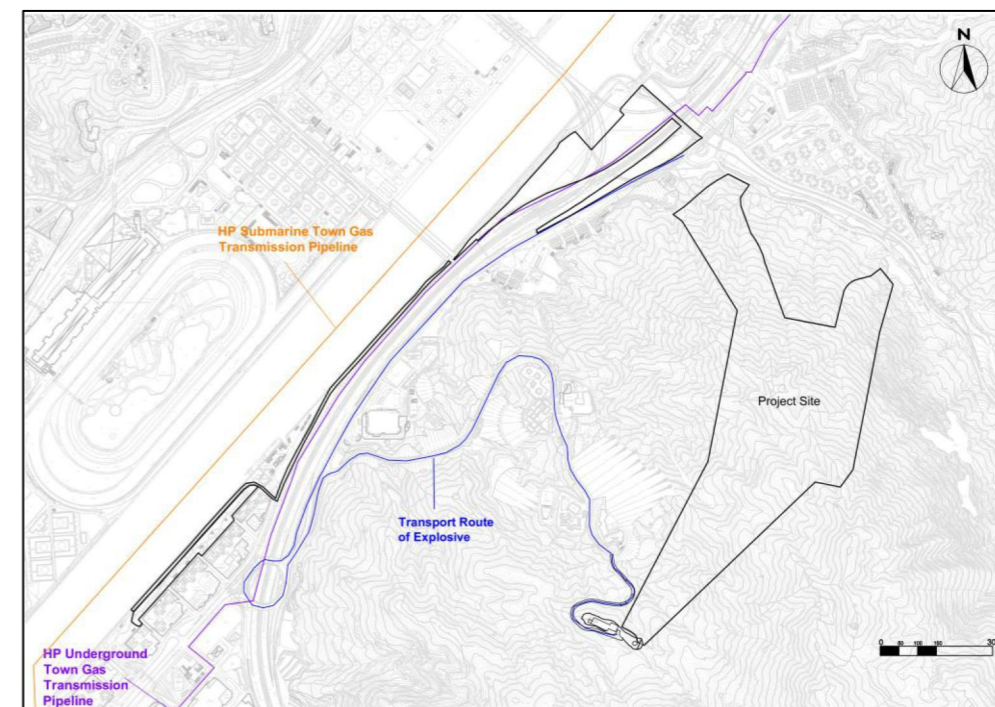 N
HP Submarine Town Gas
Transmission Pipeline
Project Site
Transport Route
of Explosive
0 50 100 150 30
HP Underground
Town Gas
Transmission
Pipeline